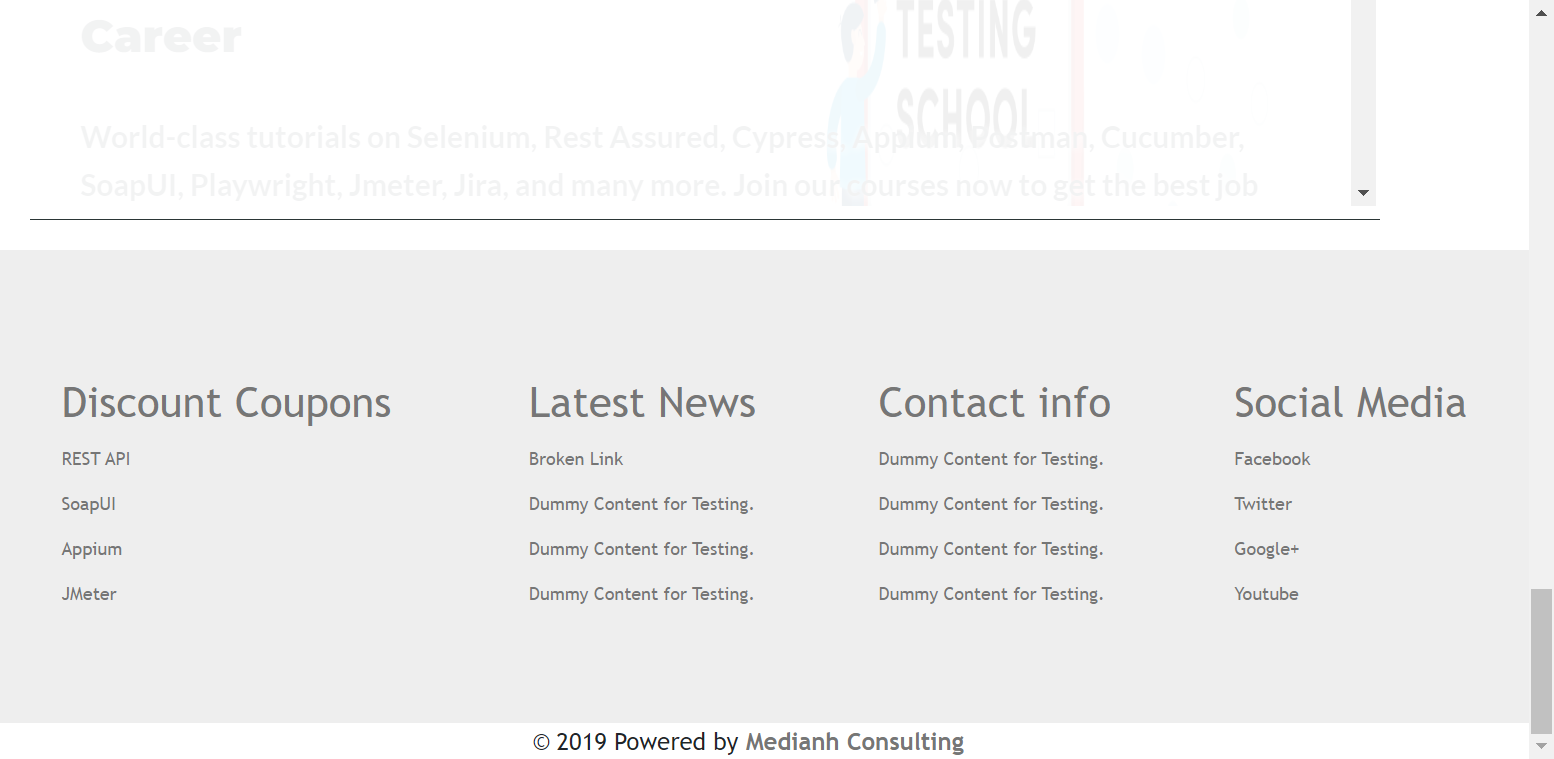 Career
TESTING
SCHOOL
World-class tutorials on Selenium, Rest Assured, Cypress, Appium, Postman, Cucumber,
SoapUI, Playwright, Jmeter, Jira, and many more. Join our courses now to get the best job
Discount Coupons
REST API
SoapUI
Appium
JMeter
Latest News
Broken Link
Dummy Content for Testing.
Dummy Content for Testing.
Dummy Content for Testing.
Contact info
Dummy Content for Testing.
Dummy Content for Testing.
Dummy Content for Testing.
Dummy Content for Testing.
Social Media
Facebook
Twitter
Google+
Youtube
© 2019 Powered by Medianh Consulting